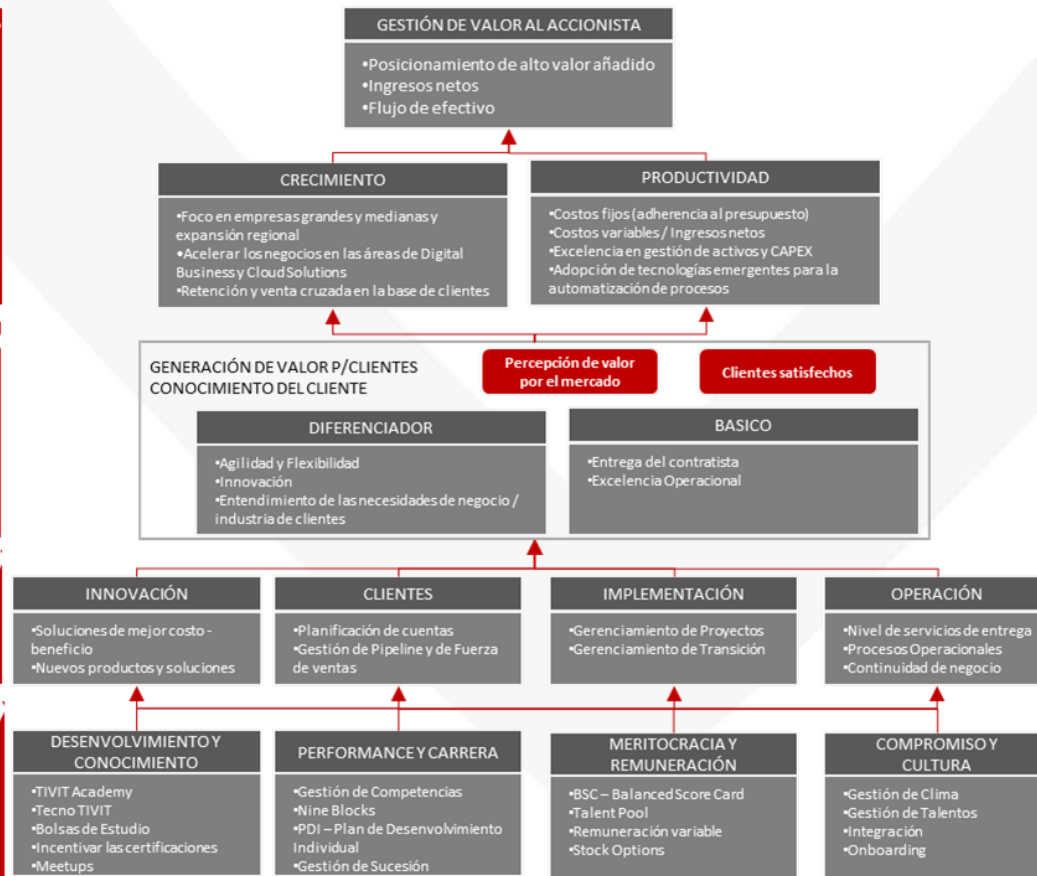 GESTIÓN DE VALOR AL ACCIONISTA
•Posicionamiento de alto valor añadido
•Ingresos netos
•Flujo de efectivo
CRECIMIENTO
•Foco en empresas grandes y medianas y
expansión regional
•Acelerar los negocios en las áreas de Digital
Business y Cloud Solutions
•Retención y venta cruzada en la base de clientes
PRODUCTIVIDAD
•Costos fijos (adherencia al presupuesto)
•Costos variables / Ingresos netos
•Excelencia en gestión de activos y CAPEX
•Adopción de tecnologías emergentes para la
automatización de procesos
GENERACIÓN DE VALOR P/CLIENTES
CONOCIMIENTO DEL CLIENTE
Percepción de valor
por el mercado
Clientes satisfechos
DIFERENCIADOR
•Agilidad y Flexibilidad
•Innovación
•Entendimiento de las necesidades de negocio /
industria de clientes
BASICO
•Entrega del contratista
•Excelencia Operacional
INNOVACIÓN
•Soluciones de mejor costo -
beneficio
•Nuevos productos y soluciones
CLIENTES
•Planificación de cuentas
•Gestión de Pipeline y de Fuerza
de ventas
IMPLEMENTACIÓN
•Gerenciamiento de Proyectos
•Gerenciamiento de Transición
OPERACIÓN
•Nivel de servicios de entrega
•Procesos Operacionales
•Continuidad de negocio
DESENVOLVIMIENTO Y
CONOCIMIENTO
•TIVIT Academy
•Tecno TIVIT
•Bolsas de Estudio
•Incentivar las certificaciones
•Meetups
PERFORMANCE Y CARRERA
•Gestión de Competencias
•Nine Blocks
•PDI – Plan de Desenvolvimiento
Individual
•Gestión de Sucesión
MERITOCRACIA Y
REMUNERACIÓN
•BSC – Balanced Score Card
•Talent Pool
•Remuneración variable
•Stock Options
COMPROMISO Y
CULTURA
•Gestión de Clima
•Gestión de Talentos
•Integración
•Onboarding